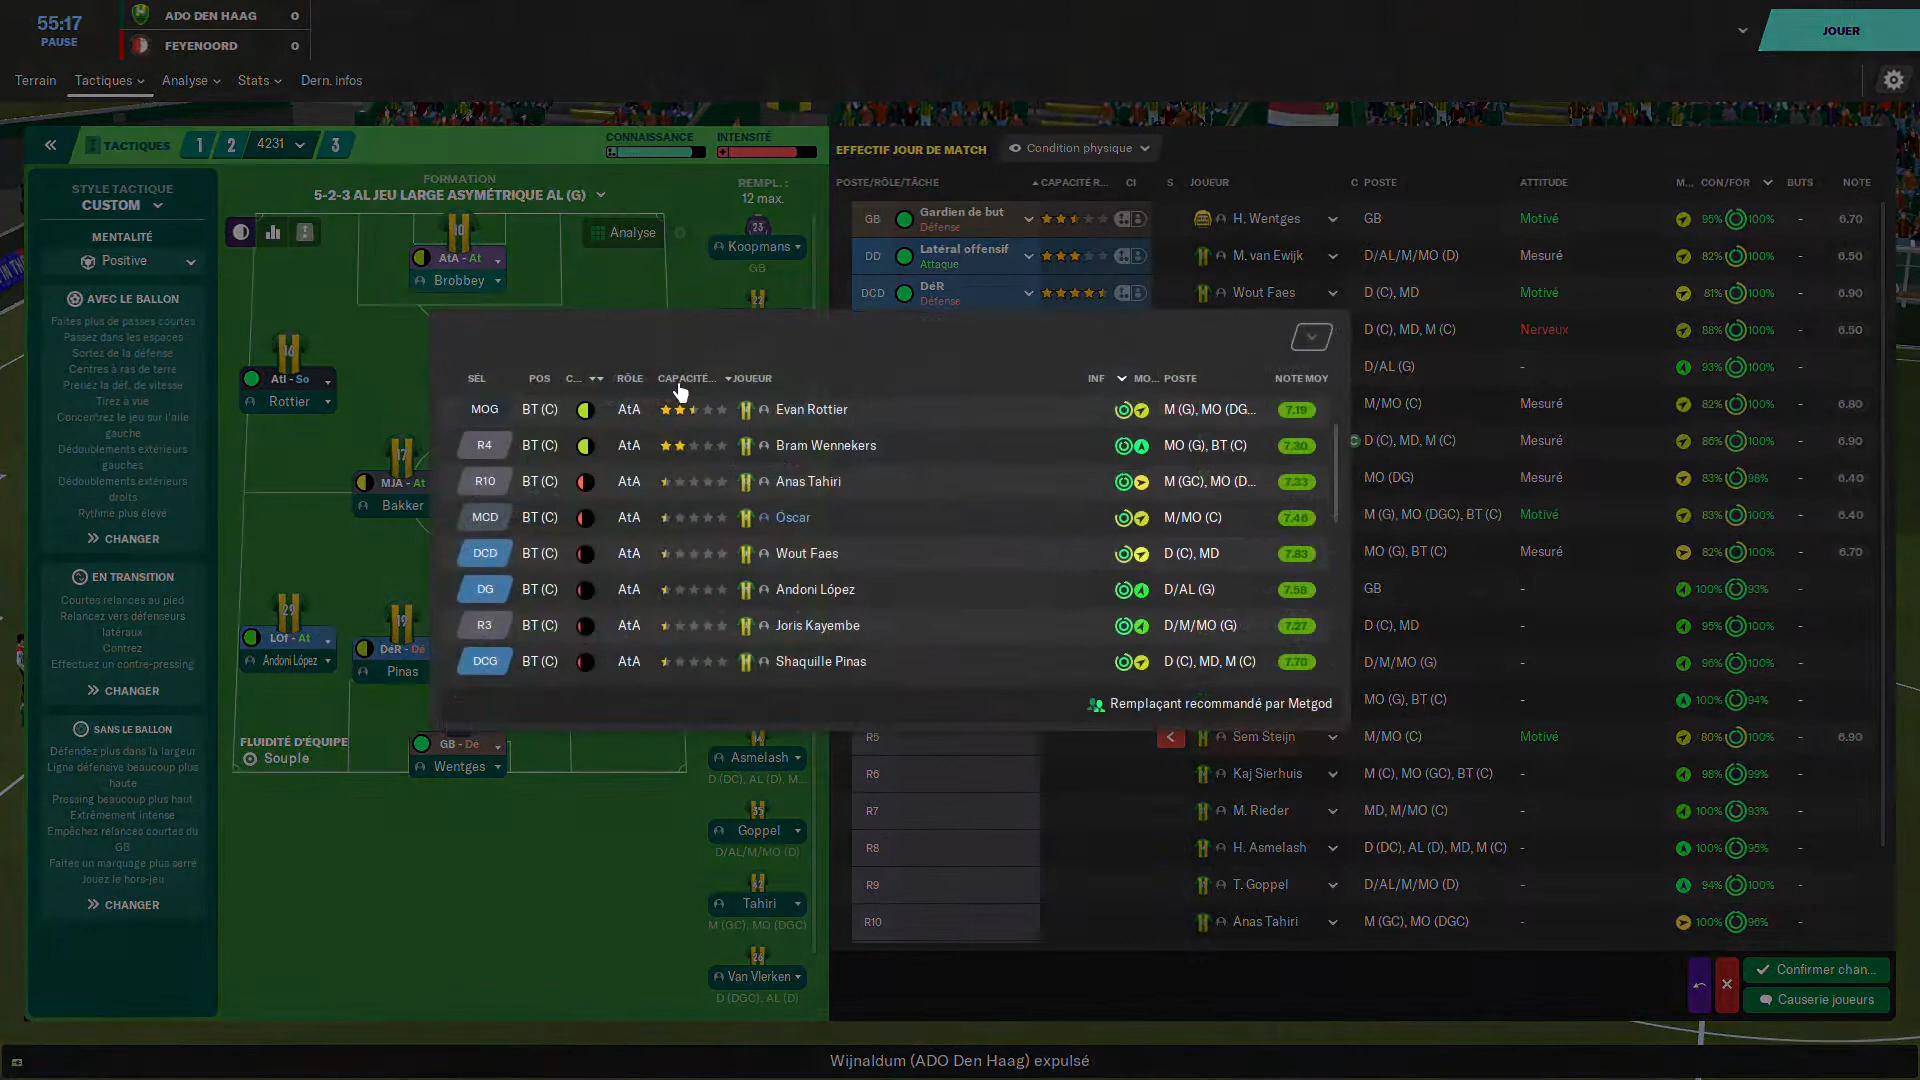 55:17
PAUSE
ADO DEN HAAG 0
FEYENOORD 0
JOUER
Terrain Tactiques Analyse Stats Dern. infos
TACTIQUES 1 2 4231 3
CONNAISSANCE INTENSITÉ
STYLE TACTIQUE
CUSTOM
MENTALITÉ
Positive
AVEC LE BALLON
Faites plus de passes courtes
Passez dans les espaces
Sortez de la défense
Centres à ras de terre
Prenez la déf. de vitesse
Tirez à vue
Concentrez le jeu sur l'aile
gauche
Dédoublements extérieurs
gauches
Dédoublements extérieurs
droits
Rythme plus élevé
CHANGER
EN TRANSITION
Courtes relances au pied
Relancez vers défenseurs
latéraux
Contrez
Effectuez un contre-pressing
CHANGER
SANS LE BALLON
Défendez plus dans la largeur
Ligne défensive beaucoup plus
haute
Pressing beaucoup plus haut
Extrêmement intense
Empêchez relances courtes du
GB
Faites un marquage plus serré
Jouez le hors-jeu
CHANGER
FORMATION
5-2-3 AL JEU LARGE ASYMÉTRIQUE AL (G)
REMPL. :
12 max.
Analyse
AtA - At
Brobbey
16
Atl - So
Rottier
17
MJA - At
Bakker
29
LOf - At
Andoni López
19
DéR - Dé
Pinas
GB - Dé
Wentges
FLUIDITÉ D'ÉQUIPE
Souple
23
Koopmans
GB
22
Asmelash
D (DC), AL (D), M...
35
Goppel
D/AL/M/MO (D)
Tahiri
M (GC), MO (DGC)
26
Van Vlerken
D (DGC), AL (D)
EFFECTIF JOUR DE MATCH Condition physique
POSTE/RÔLE/TÂCHE CAPACITÉ R... CI S JOUEUR C POSTE ATTITUDE M... CON/FOR BUTS NOTE
GB Gardien de but Défense H. Wentges GB Motivé 95% 100% - 6.70
DD Latéral offensif Attaque M. van Ewijk D/AL/M/MO (D) Mesuré 82% 100% - 6.50
DCD DéR Défense Wout Faes D (C), MD Motivé 81% 100% - 6.90
D (C), MD, M (C) Nerveux 88% 100% - 6.50
D/AL (G) 93% 100% -
M/MO (C) Mesuré 82% 100% - 6.80
D (C), MD, M (C) Mesuré 86% 100% - 6.90
MO (DG) Mesuré 83% 98% - 6.40
M (G), MO (DGC), BT (C) Motivé 83% 100% - 6.40
MO (G), BT (C) Mesuré 82% 100% - 6.70
GB - 100% 93% -
D (C), MD - 95% 100% -
D/M/MO (G) - 96% 100% -
MO (G), BT (C) - 100% 94% -
R5 Sem Steijn M/MO (C) Motivé 80% 100% - 6.90
R6 Kaj Sierhuis M (C), MO (GC), BT (C) - 98% 99% -
R7 M. Rieder MD, M/MO (C) - 100% 93% -
R8 H. Asmelash D (DC), AL (D), MD, M (C) - 100% 95% -
R9 T. Goppel D/AL/M/MO (D) - 94% 100% -
R10 Anas Tahiri M (GC), MO (DGC) - 100% 96% -
SÉL POS C... RÔLE CAPACITÉ... JOUEUR INF MO... POSTE NOTE MOY
MOG BT (C) AtA Evan Rottier M (G), MO (DG... 7.19
R4 BT (C) AtA Bram Wennekers MO (G), BT (C) 7.30
R10 BT (C) AtA Anas Tahiri M (GC), MO (D... 7.33
MCD BT (C) AtA Óscar M/MO (C) 7.46
DCD BT (C) AtA Wout Faes D (C), MD 7.83
DG BT (C) AtA Andoni López D/AL (G) 7.58
R3 BT (C) AtA Joris Kayembe D/M/MO (G) 7.27
DCG BT (C) AtA Shaquille Pinas D (C), MD, M (C) 7.70
Remplaçant recommandé par Metgod
Confirmer chan...
Causerie joueurs
Wijnaldum (ADO Den Haag) expulsé